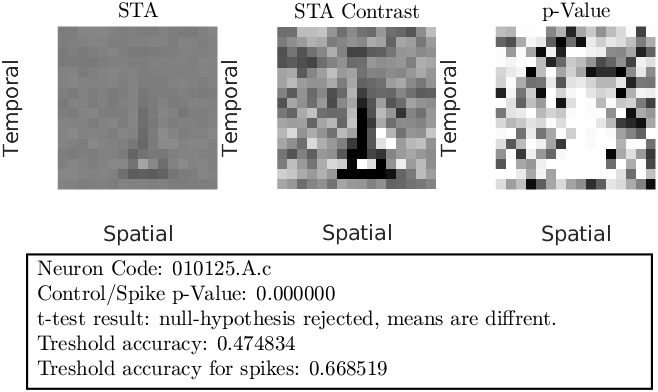 STA
STA Contrast
p-Value
Temporal
Temporal
Temporal
Spatial
Spatial
Spatial
Neuron Code: 010125.A.c
Control/Spike p-Value: 0.000000
t-test result: null-hypothesis rejected, means are diffrent.
Treshold accuracy: 0.474834
Treshold accuracy for spikes: 0.668519